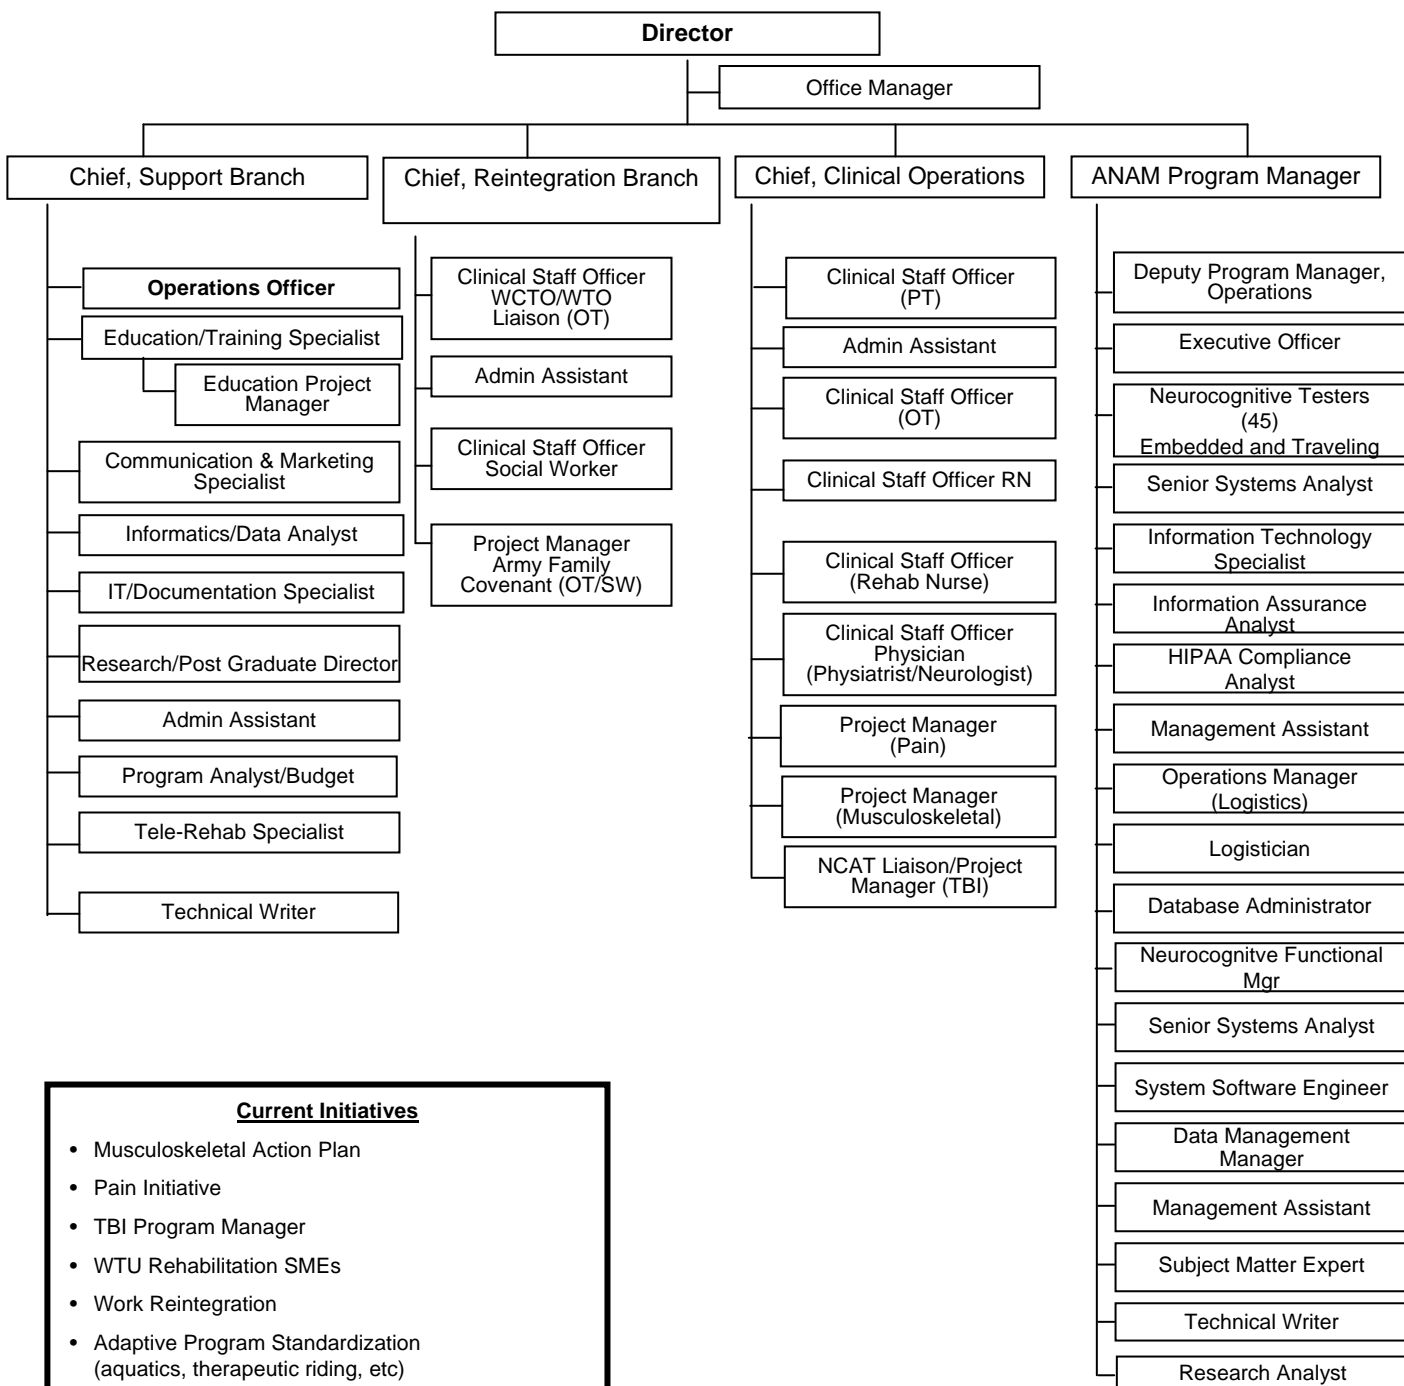 Director
Office Manager
Chief, Support Branch
Chief, Reintegration Branch
Chief, Clinical Operations
ANAM Program Manager
Operations Officer
Education/Training Specialist
Education Project
Manager
Communication & Marketing
Specialist
Informatics/Data Analyst
IT/Documentation Specialist
Research/Post Graduate Director
Admin Assistant
Program Analyst/Budget
Tele-Rehab Specialist
Technical Writer
Clinical Staff Officer
WCTO/WTO
Liaison (OT)
Admin Assistant
Clinical Staff Officer
Social Worker
Project Manager
Army Family
Covenant (OT/SW)
Clinical Staff Officer
(PT)
Admin Assistant
Clinical Staff Officer
(OT)
Clinical Staff Officer RN
Clinical Staff Officer
(Rehab Nurse)
Clinical Staff Officer
Physician
(Physiatrist/Neurologist)
Project Manager
(Pain)
Project Manager
(Musculoskeletal)
NCAT Liaison/Project
Manager (TBI)
Deputy Program Manager,
Operations
Executive Officer
Neurocognitive Testers
(45)
Embedded and Traveling
Senior Systems Analyst
Information Technology
Specialist
Information Assurance
Analyst
HIPAA Compliance
Analyst
Management Assistant
Operations Manager
(Logistics)
Logistician
Database Administrator
Neurocognitve Functional
Mgr
Senior Systems Analyst
System Software Engineer
Data Management
Manager
Management Assistant
Subject Matter Expert
Technical Writer
Research Analyst
Current Initiatives
• Musculoskeletal Action Plan
• Pain Initiative
• TBI Program Manager
• WTU Rehabilitation SMEs
• Work Reintegration
• Adaptive Program Standardization
(aquatics, therapeutic riding, etc)